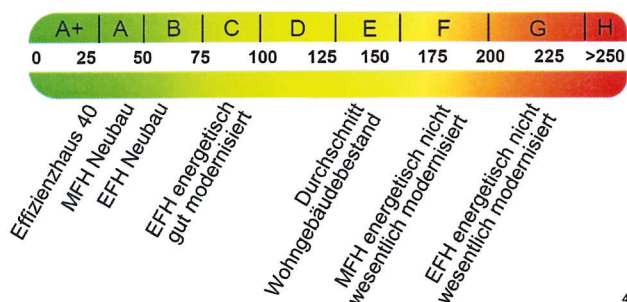 A+ A B C D E F G H
0 25 50 75 100 125 150 175 200 225 >250
Effizienzhaus 40
MFH Neubau
EFH Neubau
EFH energetisch
gut modernisiert
Durchschnitt
Wohngebäudebestand
MFH energetisch nicht
wesentlich modernisiert
EFH energetisch nicht
wesentlich modernisiert